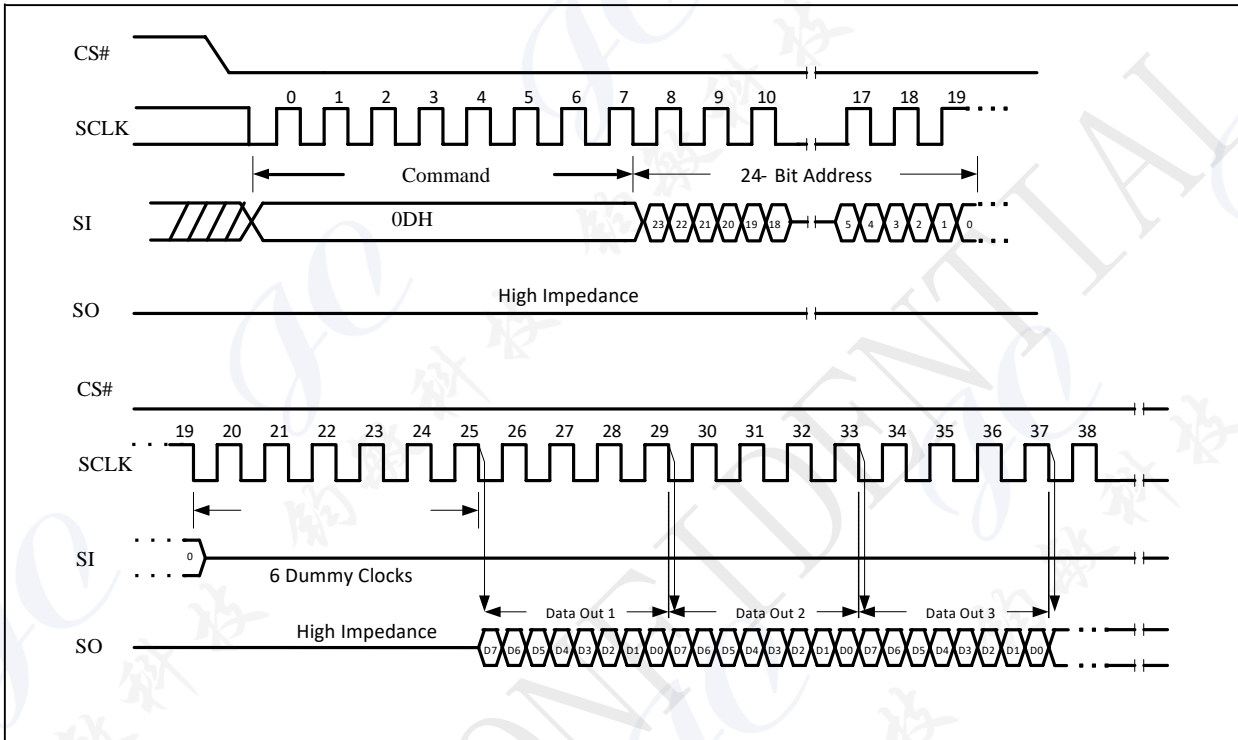 CS#
0 1 2 3 4 5 6 7 8 9 10 17 18 19
SCLK
Command 24- Bit Address
SI 0DH 23 22 21 20 19 18 5 4 3 2 1 0
High Impedance
SO
CS#
19 20 21 22 23 24 25 26 27 28 29 30 31 32 33 34 35 36 37 38
SCLK
SI 0
6 Dummy Clocks
Data Out 1 Data Out 2 Data Out 3
High Impedance
SO D7 D6 D5 D4 D3 D2 D1 D0 D7 D6 D5 D4 D3 D2 D1 D0 D7 D6 D5 D4 D3 D2 D1 D0
CONFIDENTIAL